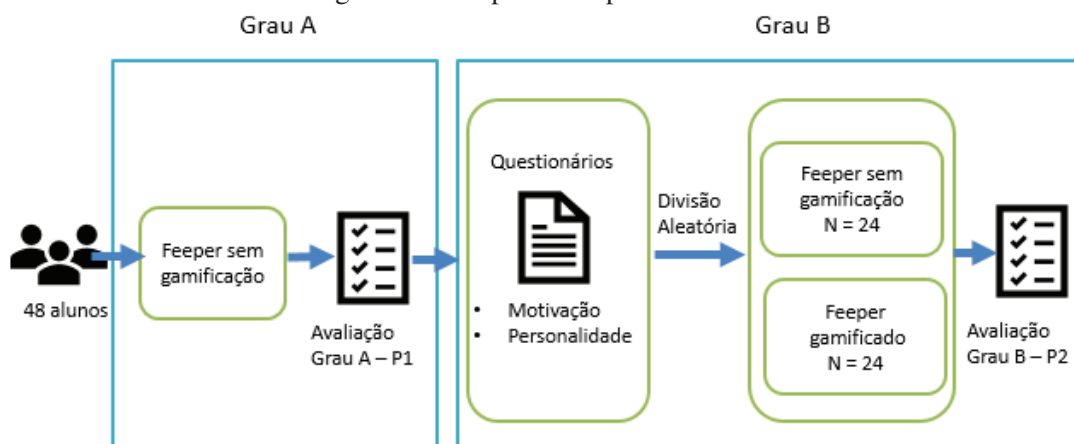 Grau A
Grau B
48 alunos
Feeper sem
gamificação
Avaliação
Grau A – P1
Questionários
• Motivação
• Personalidade
Divisão
Aleatória
Feeper sem
gamificação
N = 24
Feeper
gamificado
N = 24
Avaliação
Grau B – P2